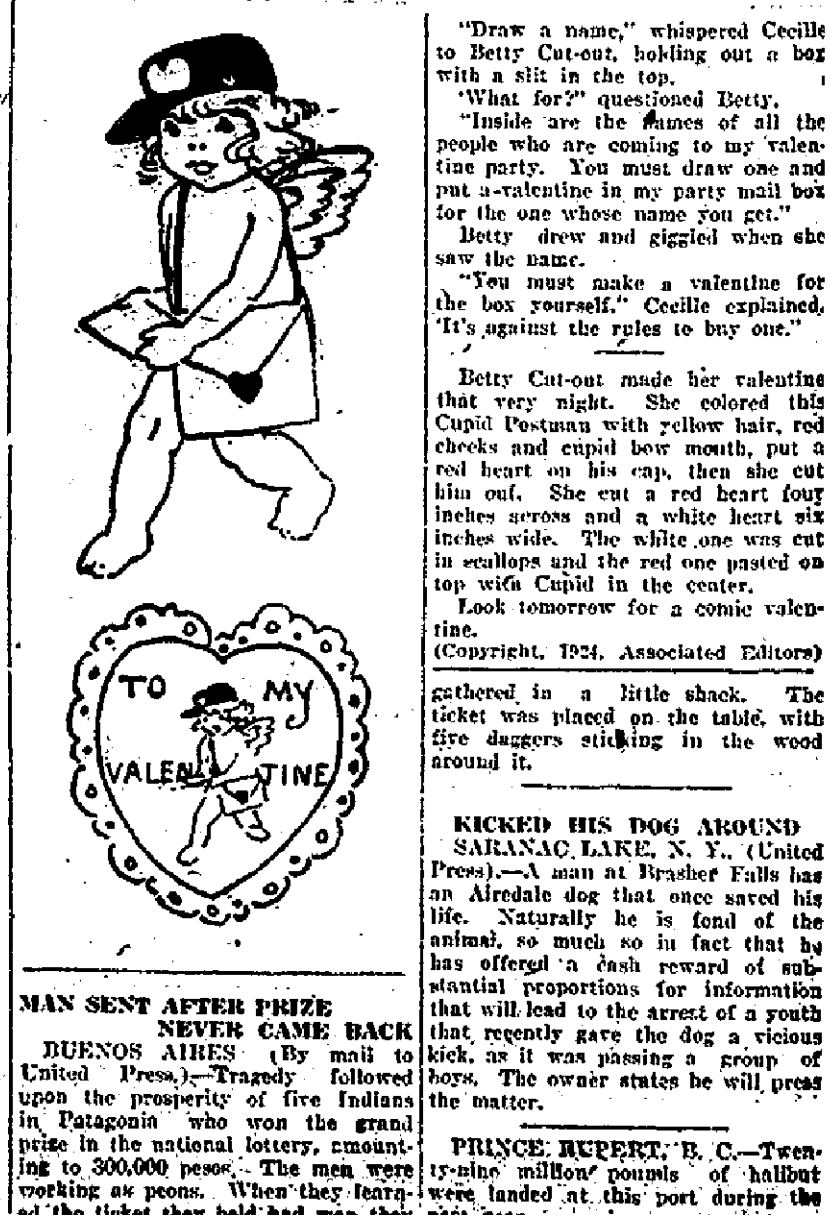 TO MY
VALEN TINE
MAN SENT AFTER PRIZE
NEVER CAME BACK
BUENOS AIRES (By mail to
United Press.)—Tragedy followed
upon the prosperity of five Indians
in Patagonia who won the grand
prize in the national lottery, amount-
ing to 300,000 pesos. The men were
working as peons. When they learn-
ed the ticket they held had won they
"Draw a name," whispered Cecille
to Betty Cut-out, holding out a box
with a slit in the top.
'What for?" questioned Betty.
"Inside are the names of all the
people who are coming to my valen-
tine party. You must draw one and
put a valentine in my party mail box
for the one whose name you get."
Betty drew and giggled when she
saw the name.
"You must make a valentine for
the box yourself." Cecille explained.
'It's against the rules to buy one."
Betty Cut-out made her valentine
that very night. She colored this
Cupid Postman with yellow hair, red
cheeks and cupid bow mouth, put a
red heart on his cap, then she cut
him out. She cut a red heart four
inches across and a white heart six
inches wide. The white one was cut
in scallops and the red one pasted on
top with Cupid in the center.
Look tomorrow for a comic valen-
tine.
(Copyright, 1924, Associated Editors)
gathered in a little shack. The
ticket was placed on the table, with
five daggers sticking in the wood
around it.
KICKED HIS DOG AROUND
SARANAC LAKE, N. Y., (United
Press).—A man at Brasher Falls has
an Airedale dog that once saved his
life. Naturally he is fond of the
animal, so much so in fact that he
has offered a cash reward of sub-
stantial proportions for information
that will lead to the arrest of a youth
that recently gave the dog a vicious
kick, as it was passing a group of
boys. The owner states he will press
the matter.
PRINCE RUPERT, B. C.—Twen-
ty-nine million pounds of halibut
were landed at this port during the